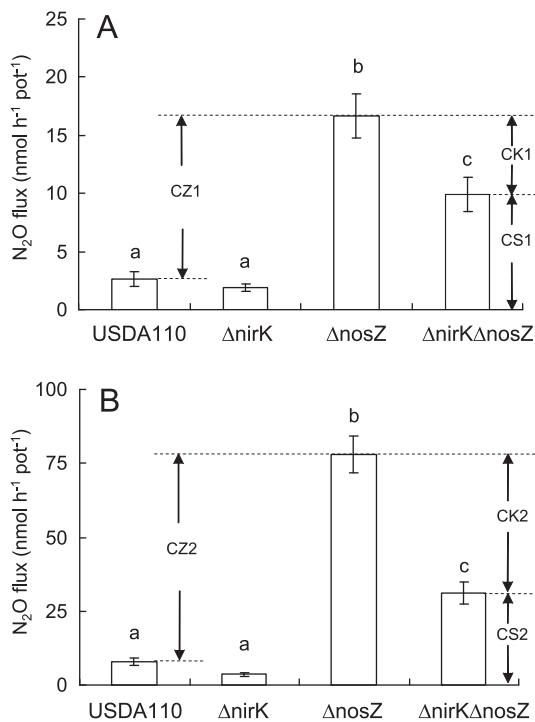 A
N₂O flux (nmol h⁻¹ pot⁻¹)
25
20
15
10
5
0
a
a
b
c
CZ1
CK1
CS1
USDA110 ΔnirK ΔnosZ ΔnirKΔnosZ
B
N₂O flux (nmol h⁻¹ pot⁻¹)
100
75
50
25
0
a
a
b
c
CZ2
CK2
CS2
USDA110 ΔnirK ΔnosZ ΔnirKΔnosZ